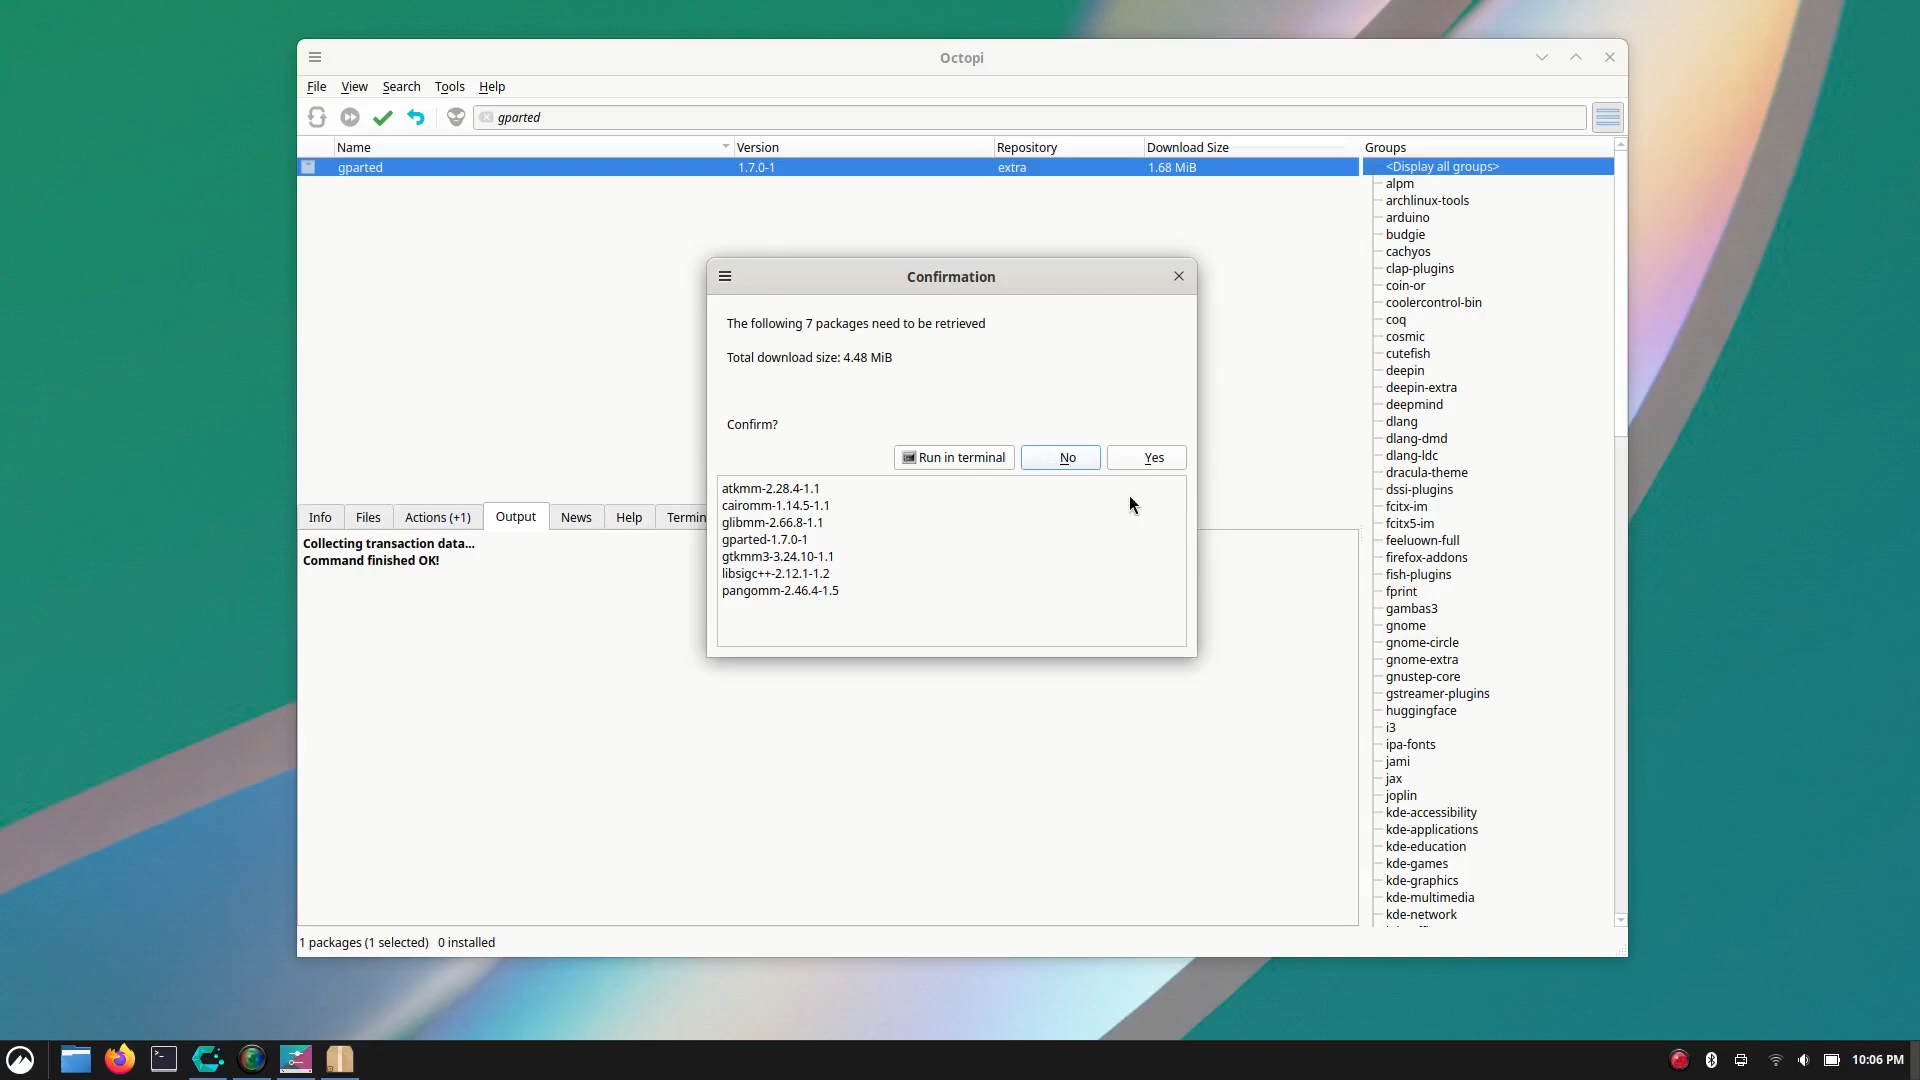 Octopi
File View Search Tools Help
gparted
Name Version Repository Download Size Groups
gparted 1.7.0-1 extra 1.68 MiB
<Display all groups>
alpm
archlinux-tools
arduino
budgie
cachyos
clap-plugins
coin-or
coolercontrol-bin
coq
cosmic
cutefish
deepin
deepin-extra
deepmind
dlang
dlang-dmd
dlang-ldc
dracula-theme
dssi-plugins
fcitx-im
fcitx5-im
feeluown-full
firefox-addons
fish-plugins
fprint
gambas3
gnome
gnome-circle
gnome-extra
gnustep-core
gstreamer-plugins
huggingface
i3
ipa-fonts
jami
jax
joplin
kde-accessibility
kde-applications
kde-education
kde-games
kde-graphics
kde-multimedia
kde-network
Confirmation
The following 7 packages need to be retrieved
Total download size: 4.48 MiB
Confirm?
Run in terminal No Yes
atkmm-2.28.4-1.1
cairomm-1.14.5-1.1
glibmm-2.66.8-1.1
gparted-1.7.0-1
gtkmm3-3.24.10-1.1
libsigc++-2.12.1-1.2
pangomm-2.46.4-1.5
Info Files Actions (+1) Output News Help Termin
Collecting transaction data...
Command finished OK!
1 packages (1 selected) 0 installed
10:06 PM